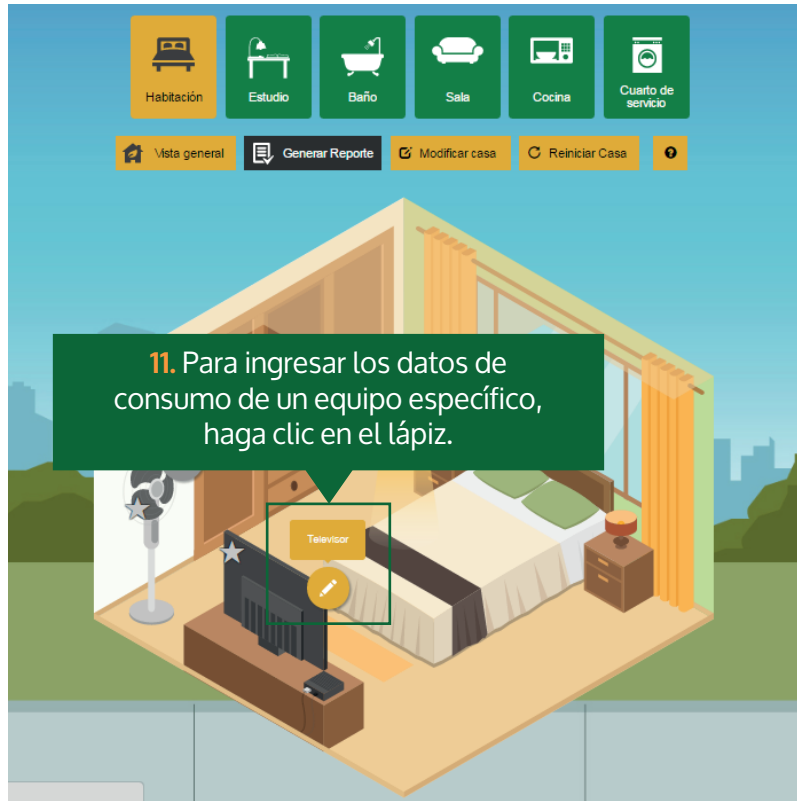 Habitación
Estudio
Baño
Sala
Cocina
Cuarto de
servicio
Vista general
Generar Reporte
Modificar casa
Reiniciar Casa
?
11. Para ingresar los datos de
consumo de un equipo específico,
haga clic en el lápiz.
Televisor